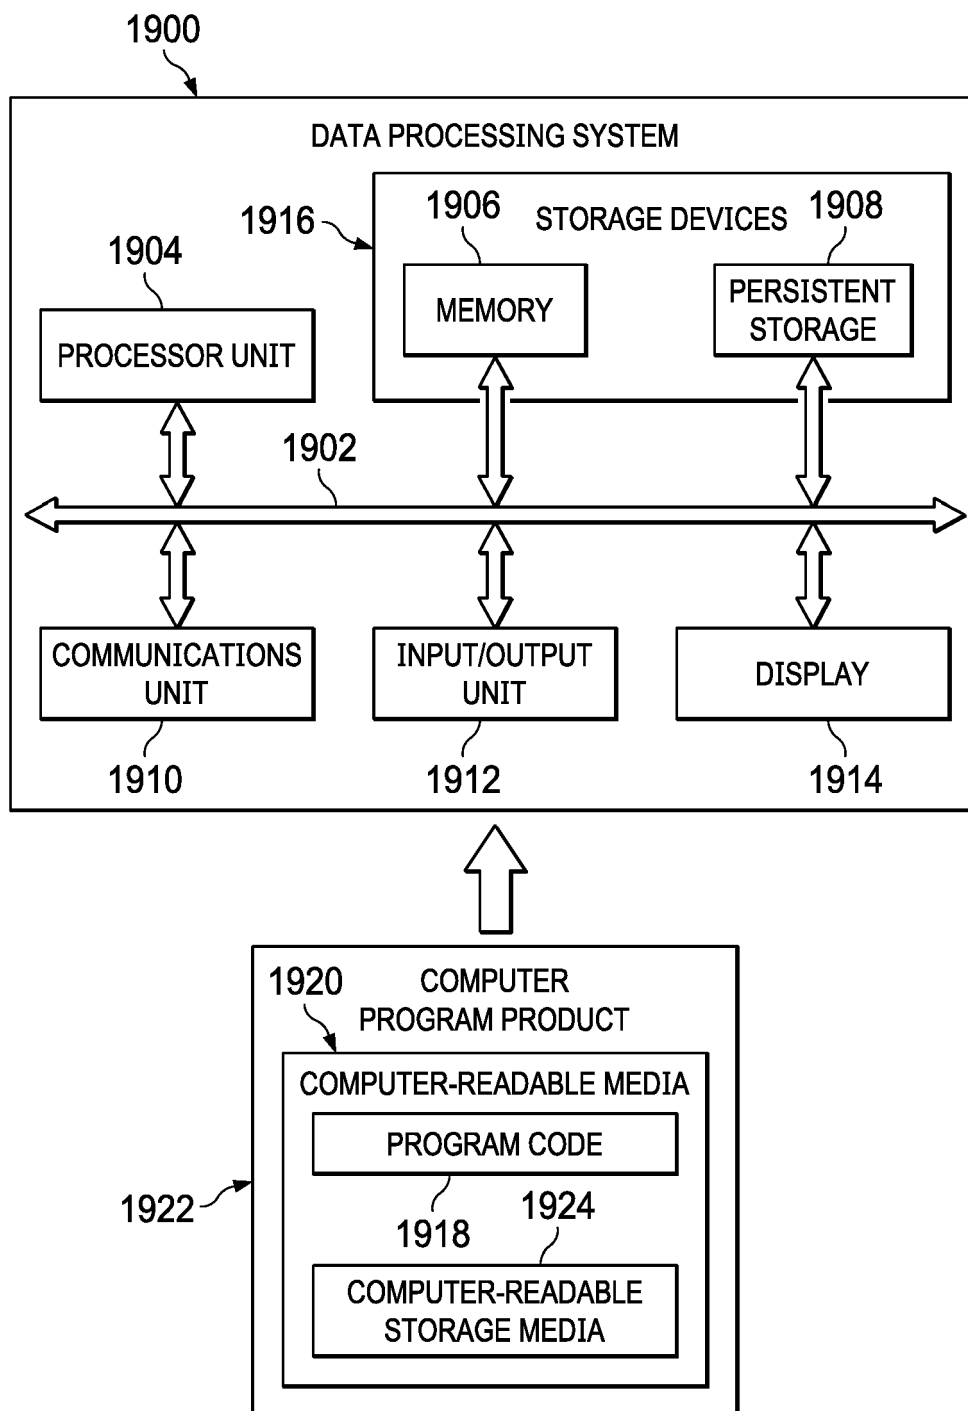 1900
DATA PROCESSING SYSTEM
1916
1906
STORAGE DEVICES
1908
1904
MEMORY
PERSISTENT
STORAGE
PROCESSOR UNIT
1902
COMMUNICATIONS
UNIT
INPUT/OUTPUT
UNIT
DISPLAY
1910
1912
1914
1920
COMPUTER
PROGRAM PRODUCT
COMPUTER-READABLE MEDIA
PROGRAM CODE
1922
1918
1924
COMPUTER-READABLE
STORAGE MEDIA